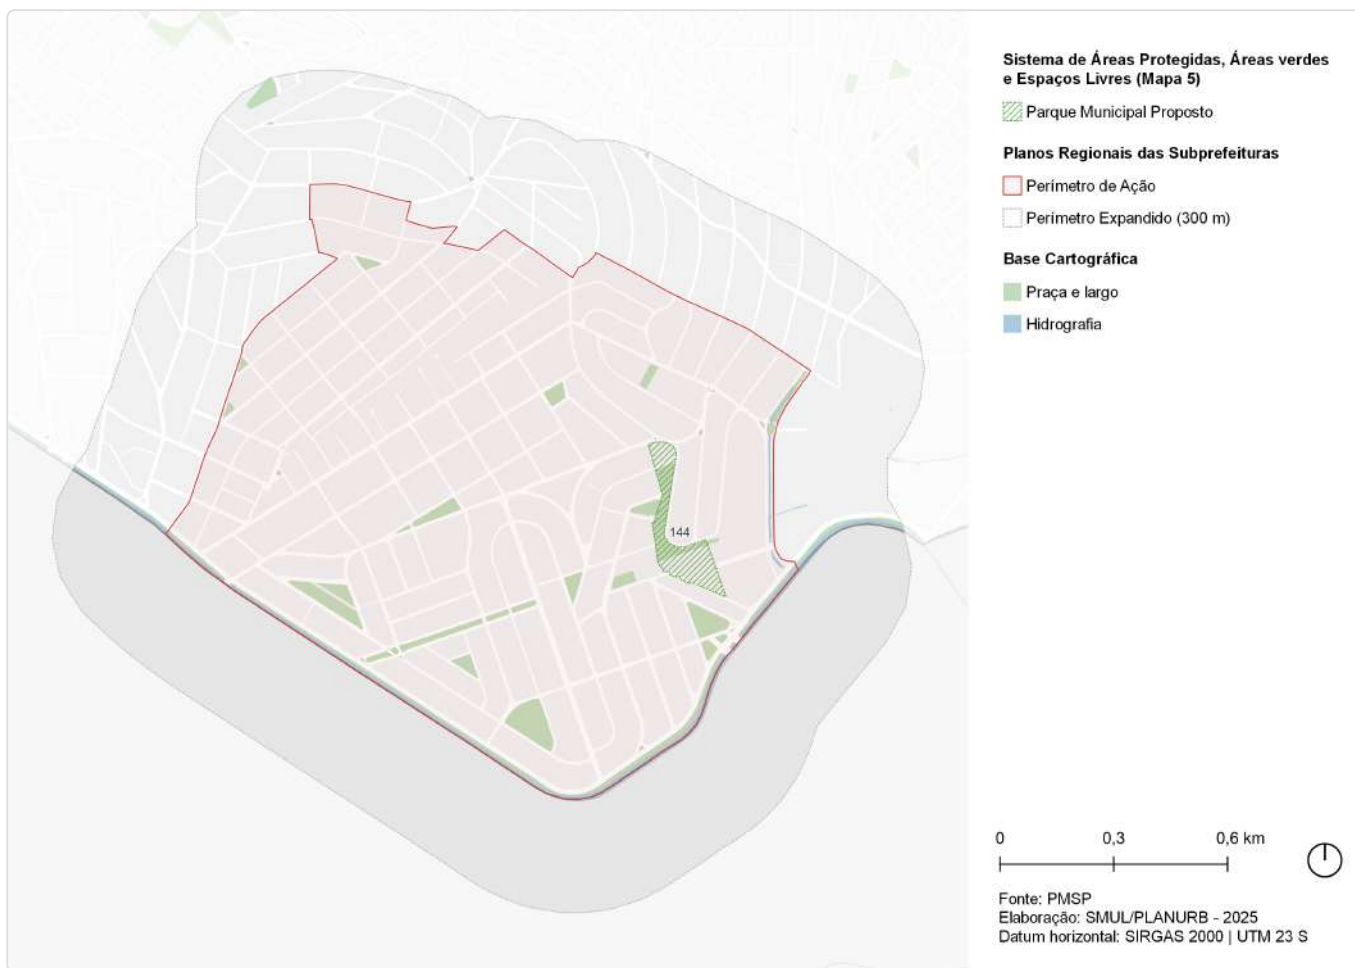 Sistema de Áreas Protegidas, Áreas verdes
e Espaços Livres (Mapa 5)
Parque Municipal Proposto
Planos Regionais das Subprefeituras
Perímetro de Ação
Perímetro Expandido (300 m)
Base Cartográfica
Praça e largo
Hidrografia
144
0 0,3 0,6 km
Fonte: PMSP
Elaboração: SMUL/PLANURB - 2025
Datum horizontal: SIRGAS 2000 | UTM 23 S